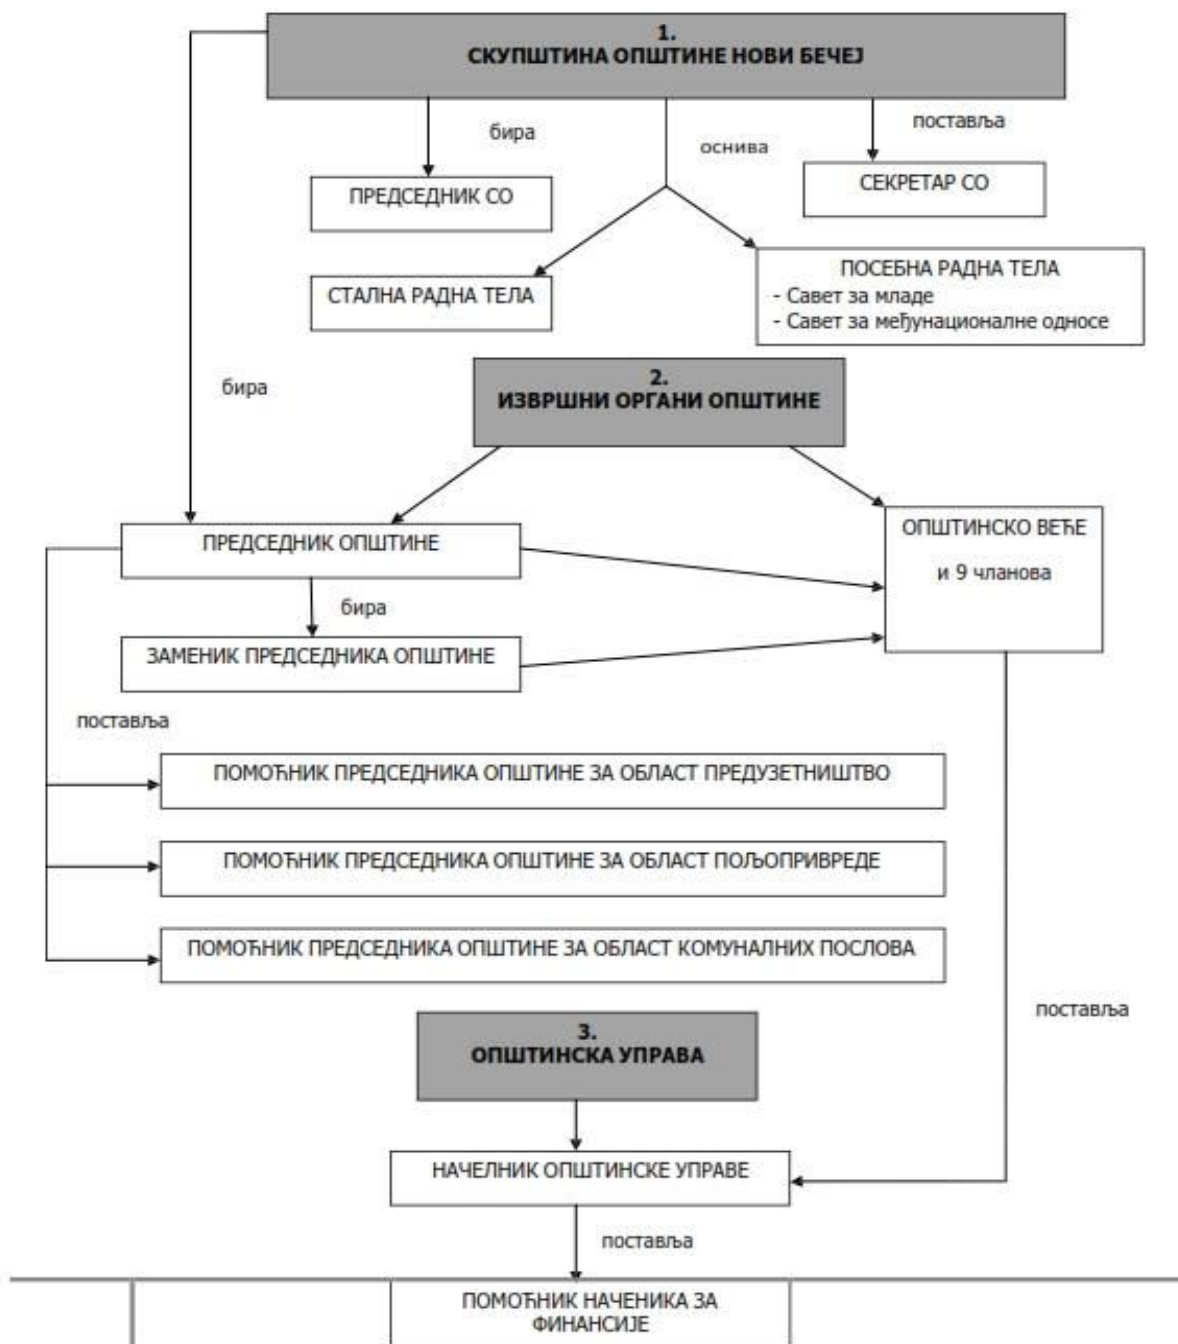 1.
СКУПШТИНА ОПШТИНЕ НОВИ БЕЧЕЈ
бира
оснива
поставља
ПРЕДСЕДНИК СО
СЕКРЕТАР СО
СТАЛНА РАДНА ТЕЛА
ПОСЕБНА РАДНА ТЕЛА
- Савет за младе
- Савет за међунационалне односе
бира
2.
ИЗВРШНИ ОРГАНИ ОПШТИНЕ
ПРЕДСЕДНИК ОПШТИНЕ
ОПШТИНСКО ВЕЋЕ
и 9 чланова
бира
ЗАМЕНИК ПРЕДСЕДНИКА ОПШТИНЕ
поставља
ПОМОЋНИК ПРЕДСЕДНИКА ОПШТИНЕ ЗА ОБЛАСТ ПРЕДУЗЕТНИШТВО
ПОМОЋНИК ПРЕДСЕДНИКА ОПШТИНЕ ЗА ОБЛАСТ ПОЉОПРИВРЕДЕ
ПОМОЋНИК ПРЕДСЕДНИКА ОПШТИНЕ ЗА ОБЛАСТ КОМУНАЛНИХ ПОСЛОВА
поставља
3.
ОПШТИНСКА УПРАВА
НАЧЕЛНИК ОПШТИНСКЕ УПРАВЕ
поставља
ПОМОЋНИК НАЧЕНИКА ЗА
ФИНАНСИЈЕ